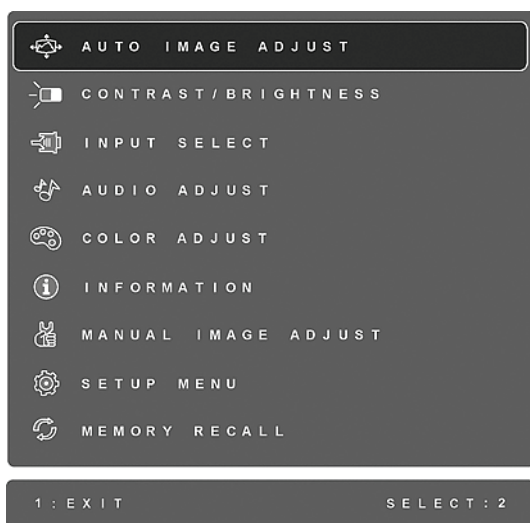 AUTO IMAGE ADJUST
CONTRAST/BRIGHTNESS
INPUT SELECT
AUDIO ADJUST
COLOR ADJUST
INFORMATION
MANUAL IMAGE ADJUST
SETUP MENU
MEMORY RECALL
1:EXIT SELECT:2